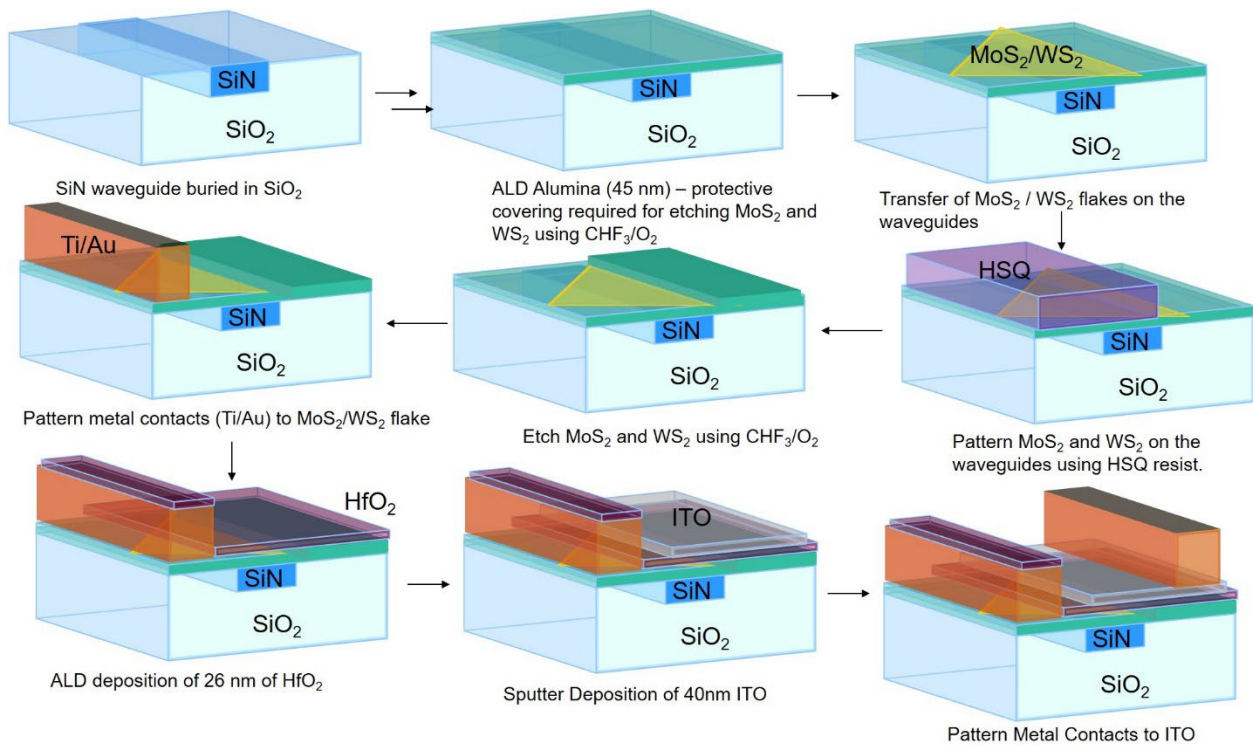 SiN
SiO₂
SiN waveguide buried in SiO₂
SiN
SiO₂
ALD Alumina (45 nm) – protective
covering required for etching MoS₂ and
WS₂ using CHF₃/O₂
MoS₂/WS₂
SiN
SiO₂
Transfer of MoS₂ / WS₂ flakes on the
waveguides
HSQ
SiN
SiO₂
Pattern MoS₂ and WS₂ on the
waveguides using HSQ resist.
SiN
SiO₂
Etch MoS₂ and WS₂ using CHF₃/O₂
Ti/Au
SiN
SiO₂
Pattern metal contacts (Ti/Au) to MoS₂/WS₂ flake
HfO₂
SiN
SiO₂
ALD deposition of 26 nm of HfO₂
ITO
SiN
SiO₂
Sputter Deposition of 40nm ITO
SiN
SiO₂
Pattern Metal Contacts to ITO